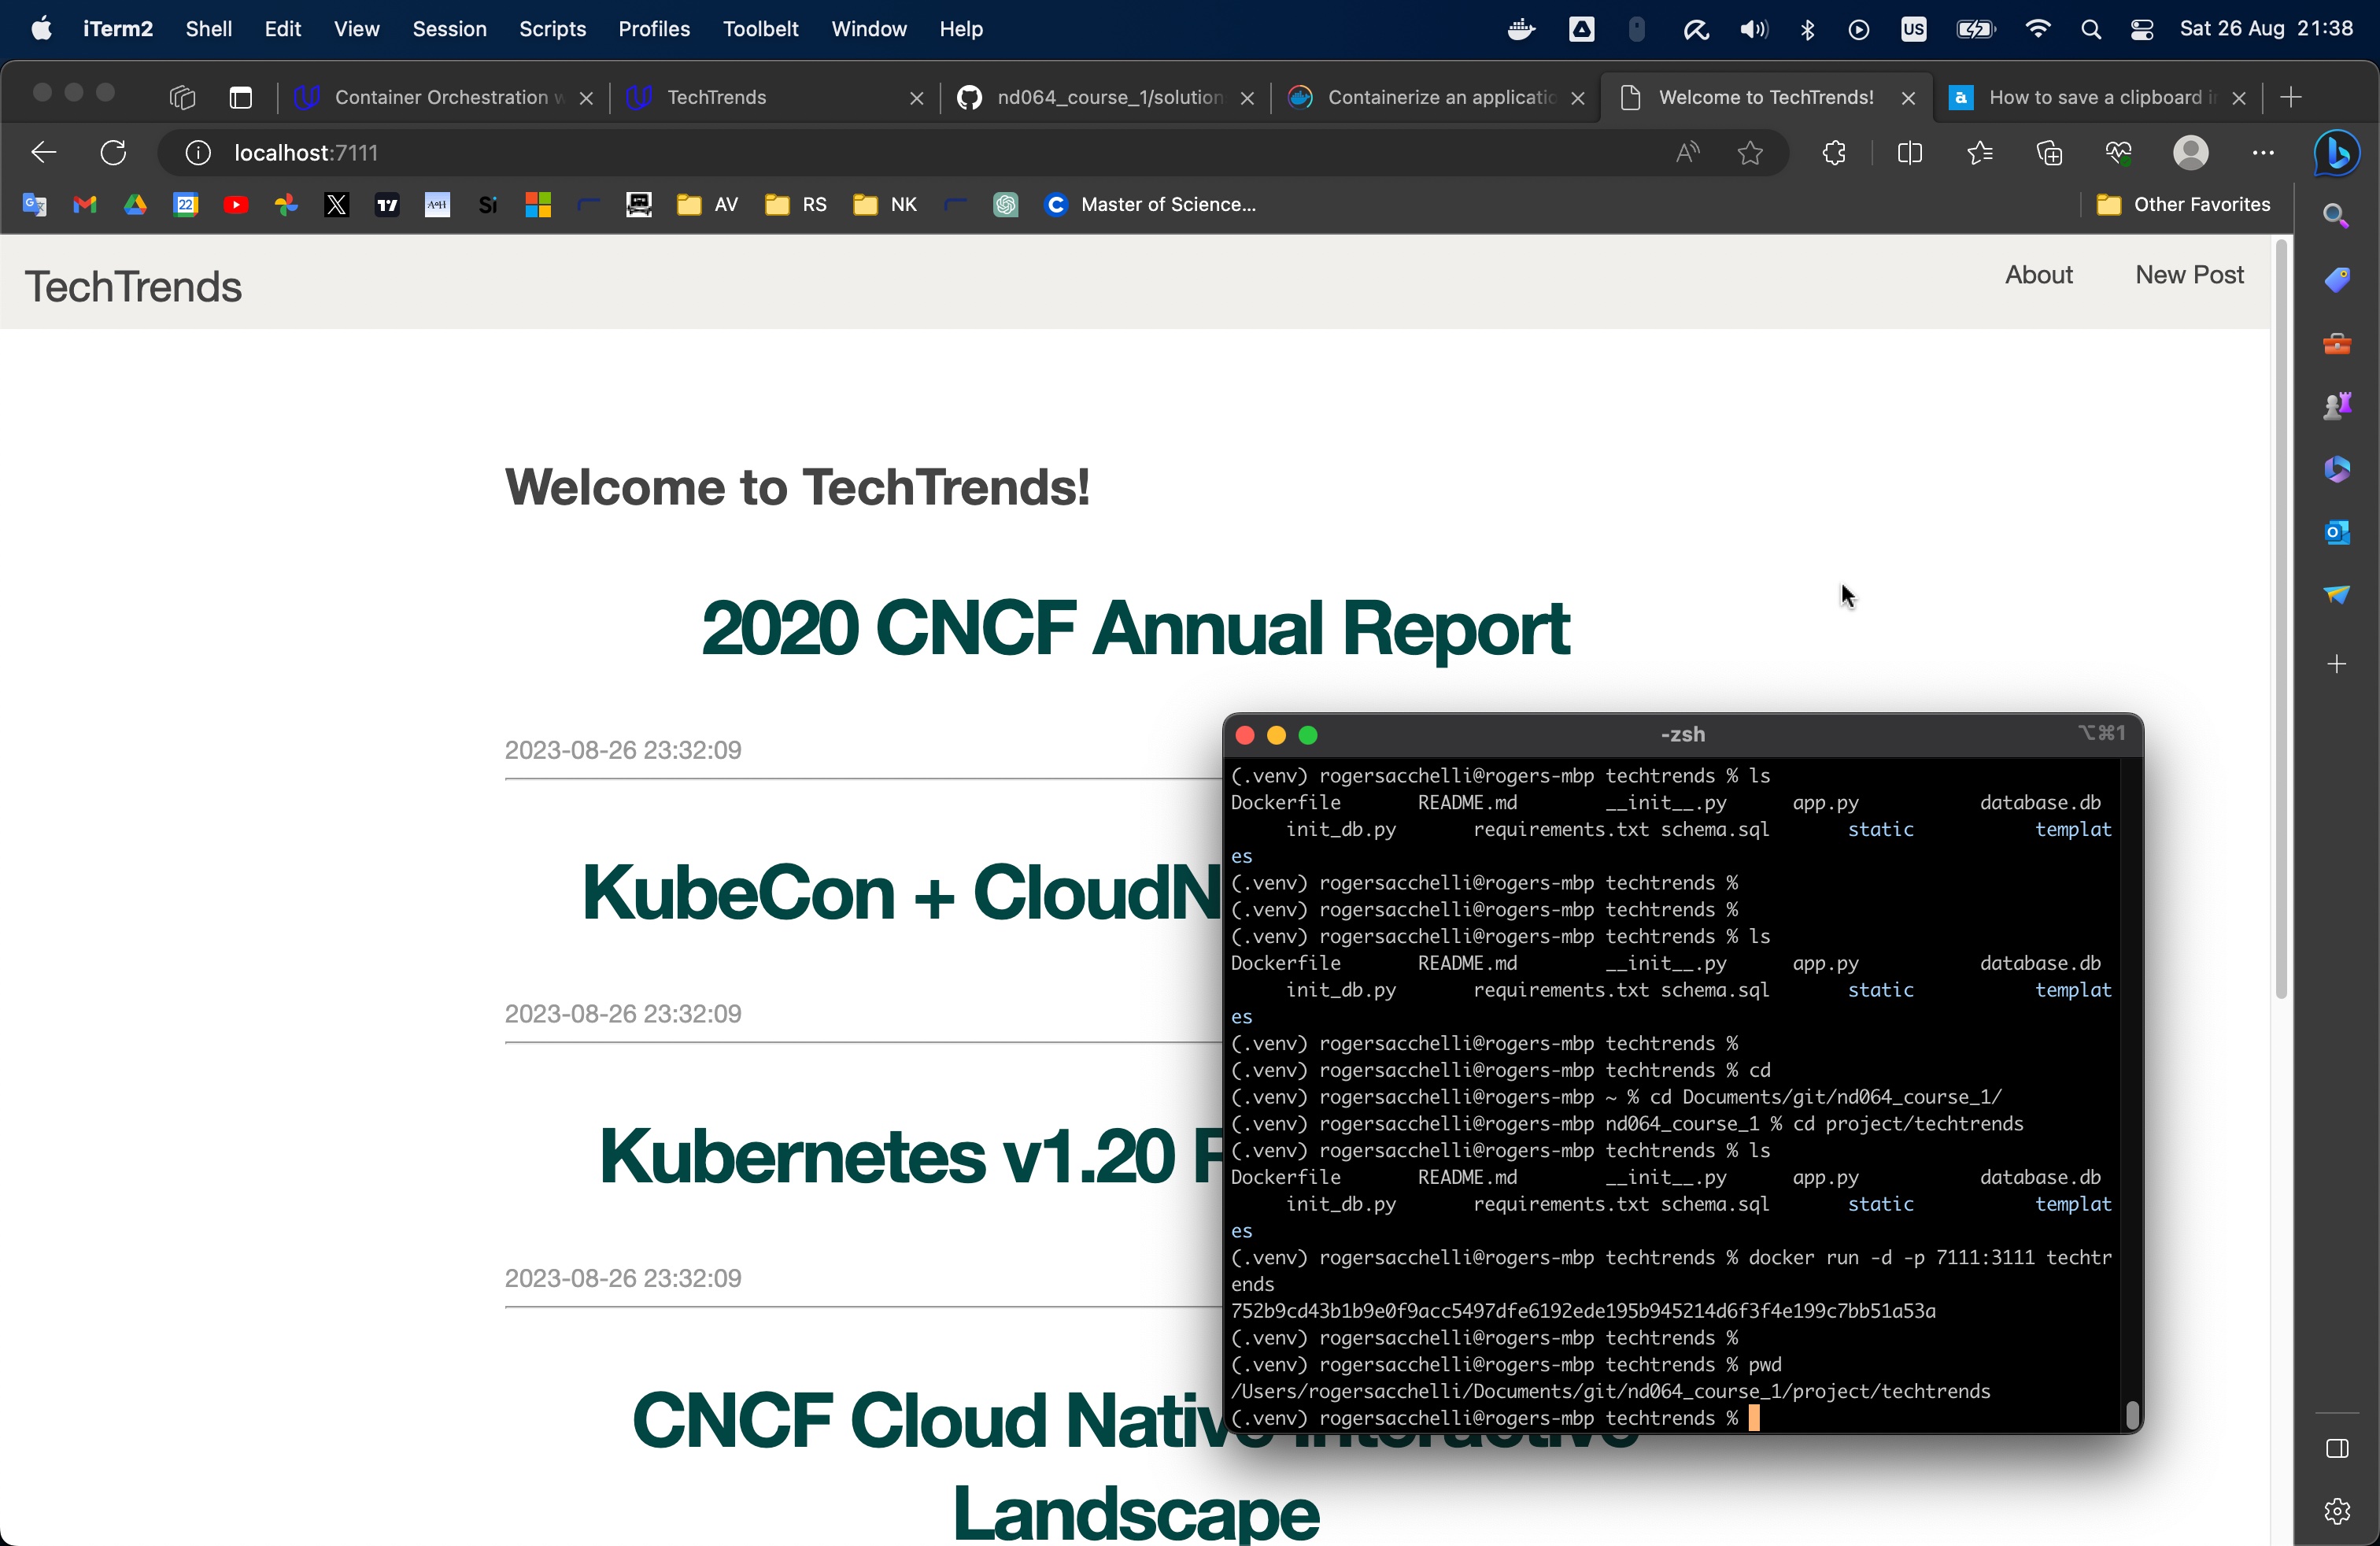 iTerm2 Shell Edit View Session Scripts Profiles Toolbelt Window Help US Sat 26 Aug 21:38
Container Orchestration w TechTrends nd064_course_1/solution Containerize an applicatio Welcome to TechTrends! How to save a clipboard i
localhost:7111
AV RS NK Master of Science... Other Favorites
TechTrends About New Post
Welcome to TechTrends!
2020 CNCF Annual Report
2023-08-26 23:32:09
KubeCon + CloudN
2023-08-26 23:32:09
Kubernetes v1.20
2023-08-26 23:32:09
CNCF Cloud Native Interactive
Landscape
-zsh ⌥⌘1
(.venv) rogersacchelli@rogers-mbp techtrends % ls
Dockerfile README.md __init__.py app.py database.db
init_db.py requirements.txt schema.sql static templat
es
(.venv) rogersacchelli@rogers-mbp techtrends %
(.venv) rogersacchelli@rogers-mbp techtrends %
(.venv) rogersacchelli@rogers-mbp techtrends % ls
Dockerfile README.md __init__.py app.py database.db
init_db.py requirements.txt schema.sql static templat
es
(.venv) rogersacchelli@rogers-mbp techtrends %
(.venv) rogersacchelli@rogers-mbp techtrends % cd
(.venv) rogersacchelli@rogers-mbp ~ % cd Documents/git/nd064_course_1/
(.venv) rogersacchelli@rogers-mbp nd064_course_1 % cd project/techtrends
(.venv) rogersacchelli@rogers-mbp techtrends % ls
Dockerfile README.md __init__.py app.py database.db
init_db.py requirements.txt schema.sql static templat
es
(.venv) rogersacchelli@rogers-mbp techtrends % docker run -d -p 7111:3111 techtr
ends
752b9cd43b1b9e0f9acc5497dfe6192ede195b945214d6f3f4e199c7bb51a53a
(.venv) rogersacchelli@rogers-mbp techtrends %
(.venv) rogersacchelli@rogers-mbp techtrends % pwd
/Users/rogersacchelli/Documents/git/nd064_course_1/project/techtrends
(.venv) rogersacchelli@rogers-mbp techtrends %